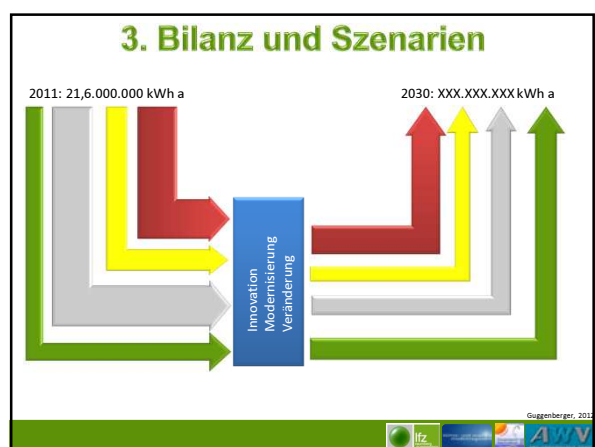 3. Bilanz und Szenarien
2011: 21,6.000.000 kWh a
2030: XXX.XXX.XXX kWh a
Innovation
Modernisierung
Veränderung
Guggenberger, 2012
lfz
AWV